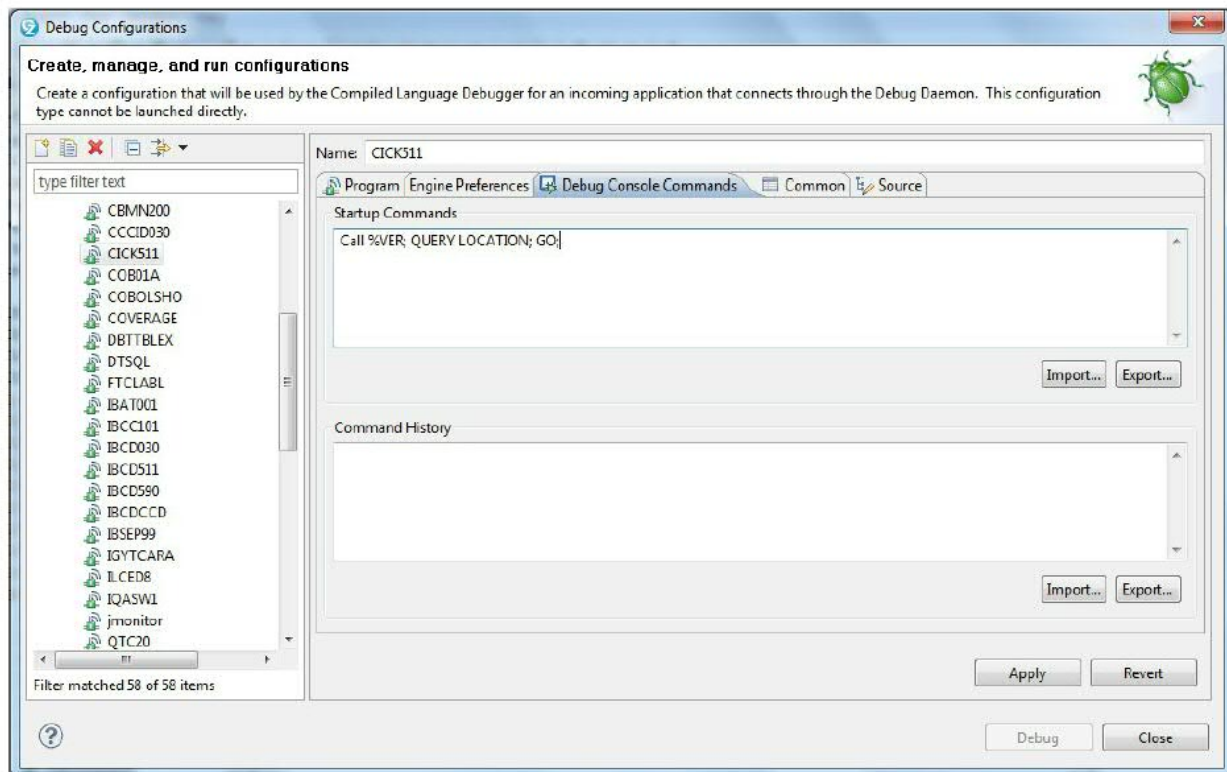 Debug Configurations
Create, manage, and run configurations
Create a configuration that will be used by the Compiled Language Debugger for an incoming application that connects through the Debug Daemon. This configuration
type cannot be launched directly.
type filter text
CBMN200
CCCID030
CICK511
COB01A
COBOLSHO
COVERAGE
DBTTBLEX
DTSQL
FTCLABL
IBAT001
IBCC101
IBCD030
IBCD511
IBCD590
IBCDCCD
IBSEP99
IGYTCARA
ILCED8
IQASW1
jmonitor
QTC20
Filter matched 58 of 58 items
Name: CICK511
Program Engine Preferences Debug Console Commands Common Source
Startup Commands
Call %VER; QUERY LOCATION; GO;
Import... Export...
Command History
Import... Export...
Apply Revert
Debug Close